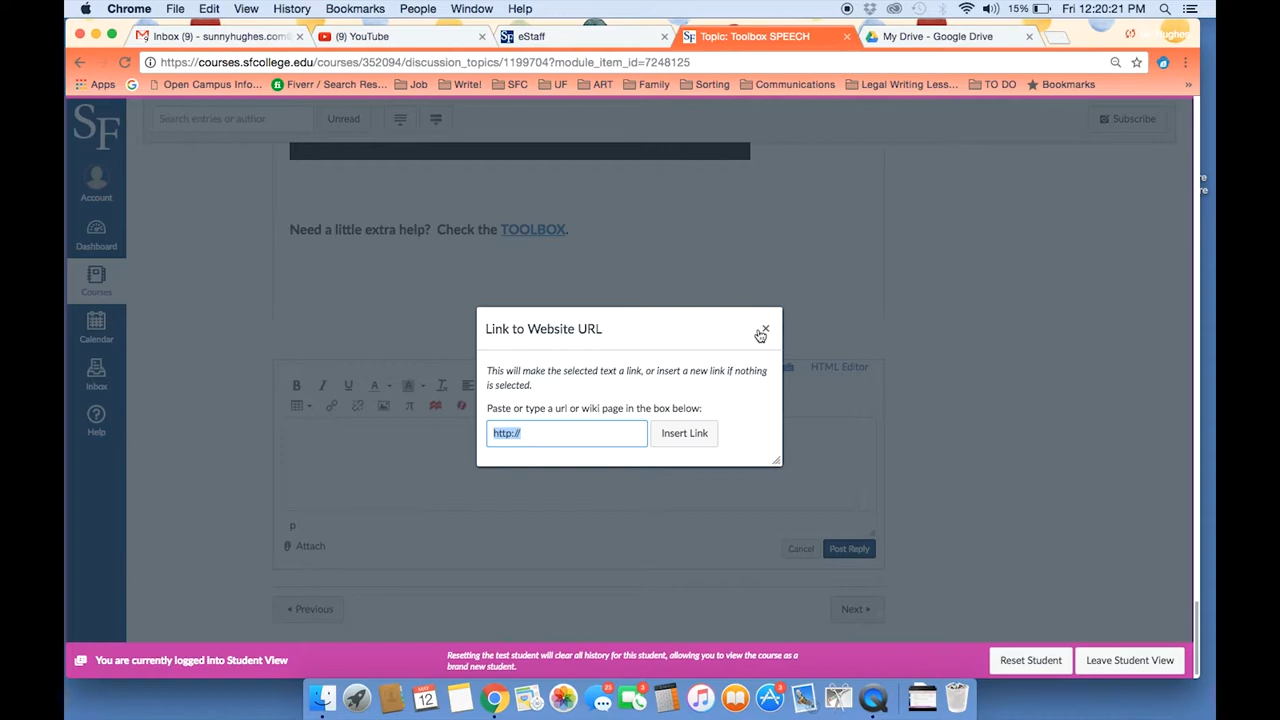 Chrome File Edit View History Bookmarks People Window Help 15% Fri 12:20:21 PM
Inbox (9) - sunnyhughes.com@ (9) YouTube eStaff Topic: Toolbox SPEECH My Drive - Google Drive
https://courses.sfcollege.edu/courses/352094/discussion_topics/1199704?module_item_id=7248125
Apps Open Campus Info... Fiverr / Search Re... Job Write! SFC UF ART Family Sorting Communications Legal Writing Less... TO DO Bookmarks »
SF
Account
Dashboard
Courses
Calendar
Inbox
Help
Search entries or author Unread Subscribe
Need a little extra help? Check the TOOLBOX.
Link to Website URL
This will make the selected text a link, or insert a new link if nothing
is selected.
Paste or type a url or wiki page in the box below:
http:// Insert Link
HTML Editor
B I U A A
p
Attach Cancel Post Reply
Previous Next
You are currently logged into Student View
Resetting the test student will clear all history for this student, allowing you to view the course as a
brand new student.
Reset Student Leave Student View
MAY
12
25
3
3
re
re